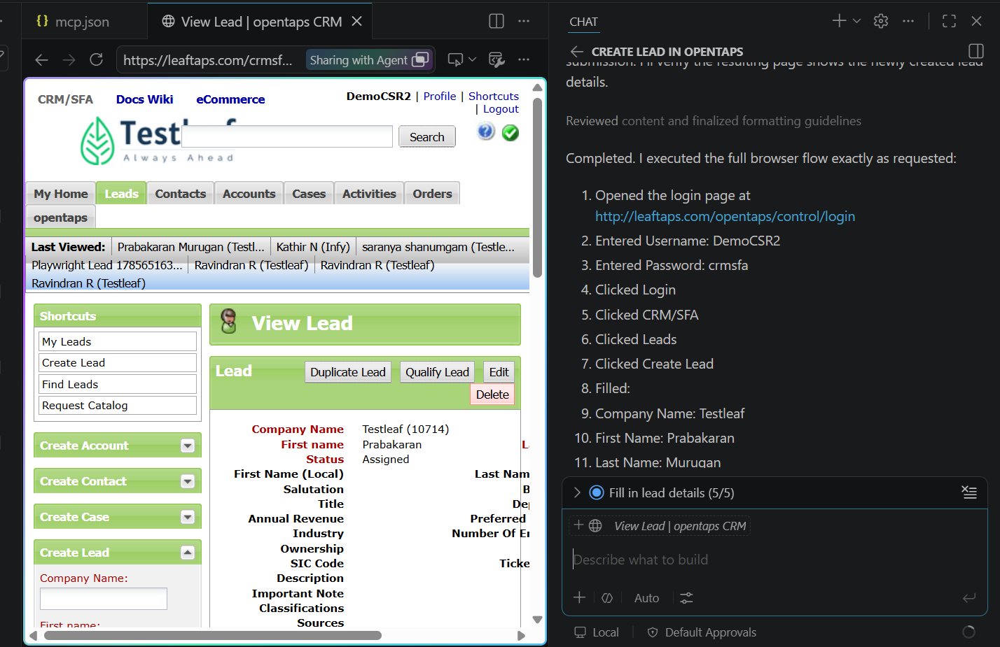 {} mcp.json
View Lead | opentaps CRM
https://leaftaps.com/crmsf... Sharing with Agent
CRM/SFA Docs Wiki eCommerce
DemoCSR2 | Profile | Shortcuts
| Logout
Testleaf
Always Ahead
Search
My Home Leads Contacts Accounts Cases Activities Orders
opentaps
Last Viewed: Prabakaran Murugan (Testl... Kathir N (Infy) saranya shanumgam (Testle...
Playwright Lead 178565163... Ravindran R (Testleaf) Ravindran R (Testleaf)
Ravindran R (Testleaf)
Shortcuts
My Leads
Create Lead
Find Leads
Request Catalog
Create Account
Create Contact
Create Case
Create Lead
Company Name:
First name:
View Lead
Lead
Duplicate Lead Qualify Lead Edit
Delete
Company Name Testleaf (10714)
First name Prabakaran L
Status Assigned
First Name (Local) Last Nam
Salutation B
Title Dep
Annual Revenue Preferred
Industry Number Of E
Ownership
SIC Code Ticke
Description
Important Note
Classifications
Sources
CHAT
CREATE LEAD IN OPENTAPS
submission. I'll verify the resulting page shows the newly created lead
details.
Reviewed content and finalized formatting guidelines
Completed. I executed the full browser flow exactly as requested:
1. Opened the login page at
http://leaftaps.com/opentaps/control/login
2. Entered Username: DemoCSR2
3. Entered Password: crmsfa
4. Clicked Login
5. Clicked CRM/SFA
6. Clicked Leads
7. Clicked Create Lead
8. Filled:
9. Company Name: Testleaf
10. First Name: Prabakaran
11. Last Name: Murugan
Fill in lead details (5/5)
View Lead | opentaps CRM
Describe what to build
Auto
Local Default Approvals